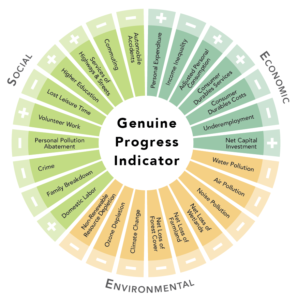 Genuine
Progress
Indicator
SOCIAL
ECONOMIC
ENVIRONMENTAL
Personal Expenditure
Income Inequality
Adjusted Personal
Consumption
Consumer
Durables Services
Consumer
Durables Costs
Underemployment
Net Capital
Investment
Water Pollution
Air Pollution
Noise Pollution
Net Loss of
Wetlands
Net Loss of
Farmland
Net Loss of
Forest Cover
Climate Change
Ozone Depletion
Non-Renewable
Resource Depletion
Domestic Labor
Family Breakdown
Crime
Personal Pollution
Abatement
Volunteer Work
Lost Leisure Time
Higher Education
Services of
Highways & Streets
Commuting
Automobile
Accidents